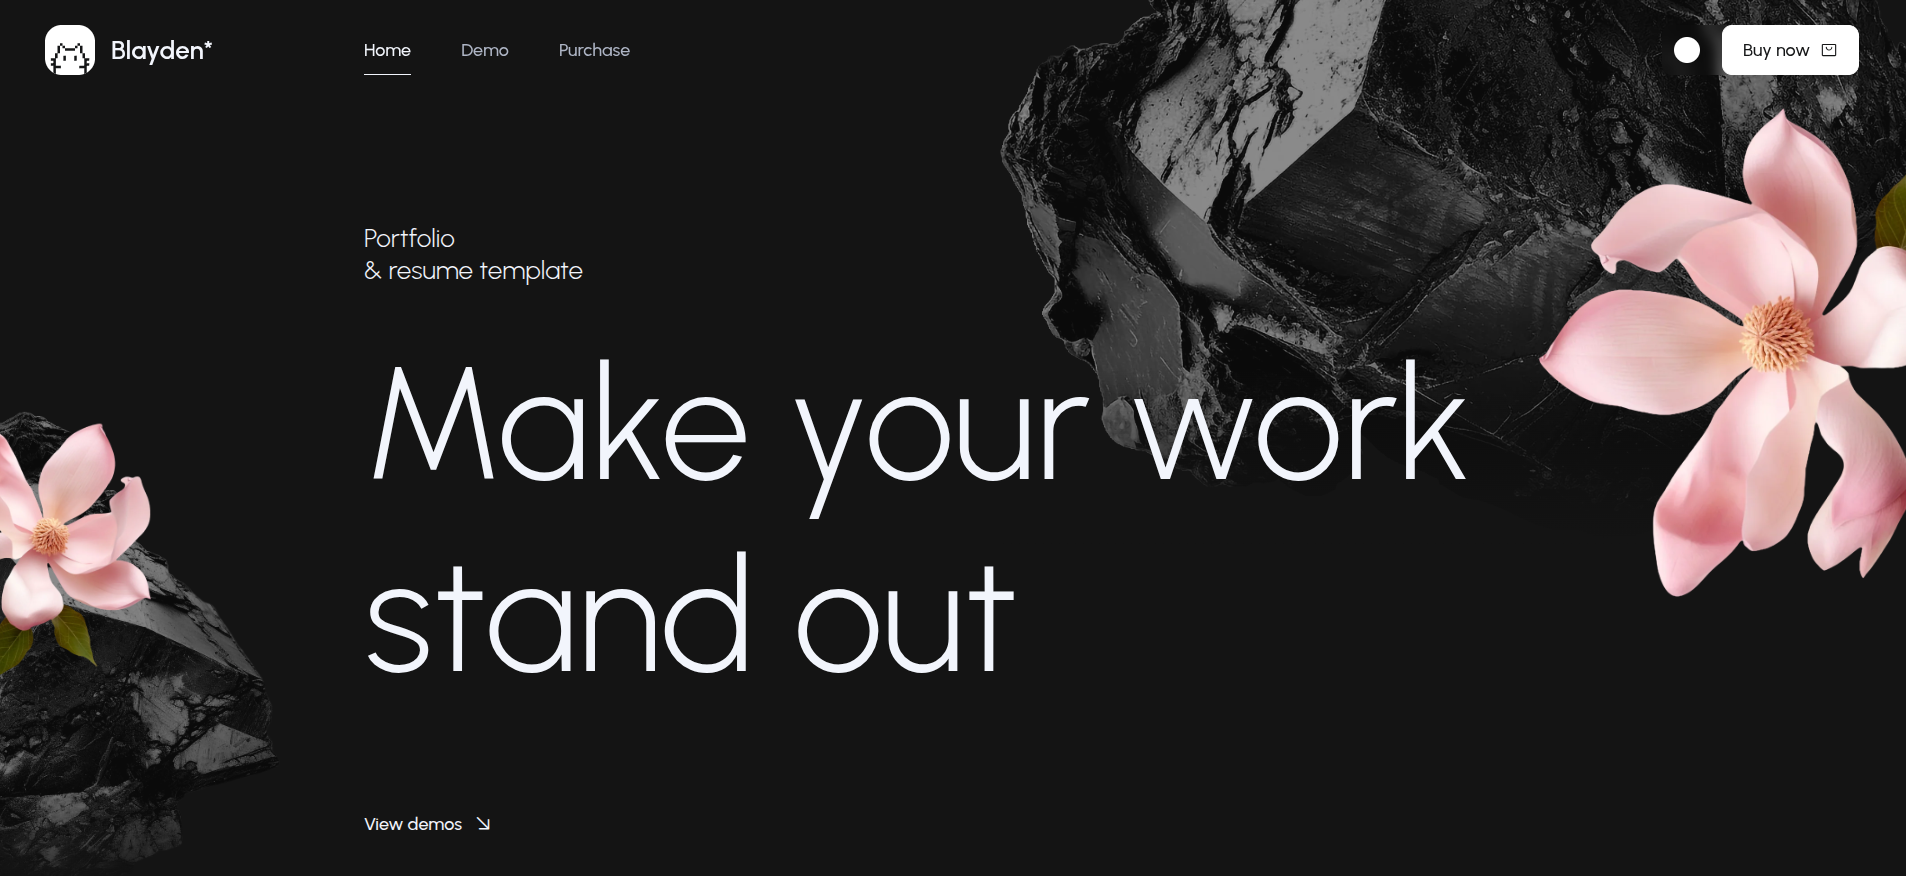 Blayden*
Home
Demo
Purchase
Buy now
Portfolio
& resume template
Make your work
stand out
View demos